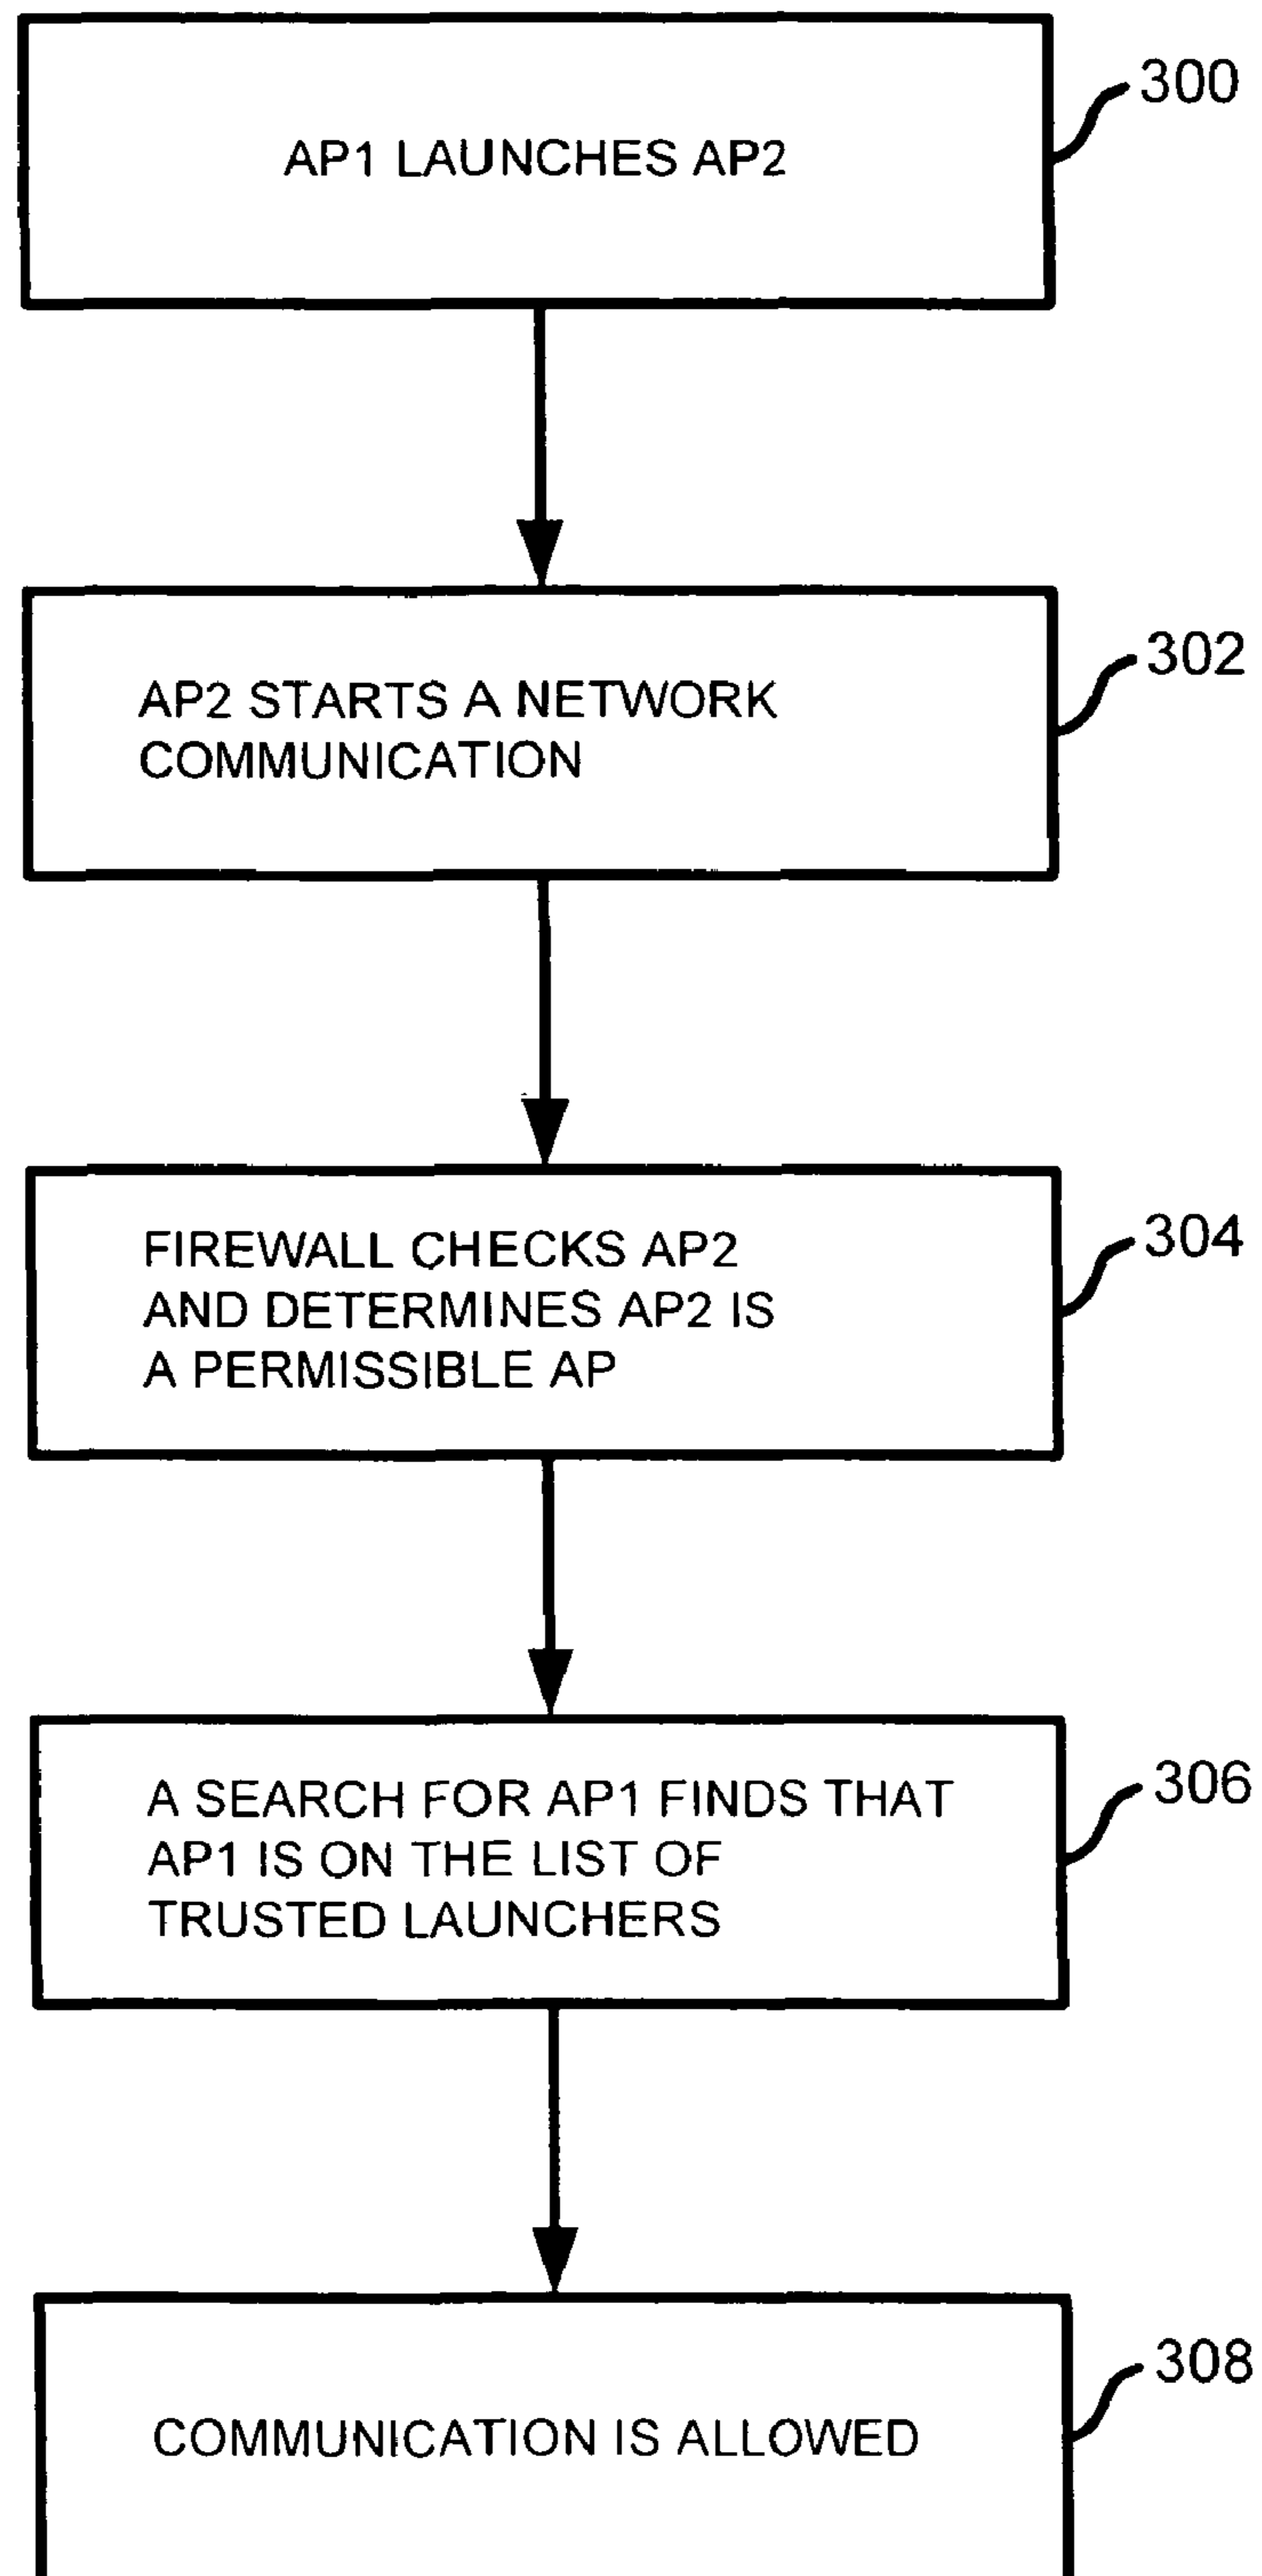 AP1 LAUNCHES AP2
300
AP2 STARTS A NETWORK
COMMUNICATION
302
FIREWALL CHECKS AP2
AND DETERMINES AP2 IS
A PERMISSIBLE AP
304
A SEARCH FOR AP1 FINDS THAT
AP1 IS ON THE LIST OF
TRUSTED LAUNCHERS
306
COMMUNICATION IS ALLOWED
308